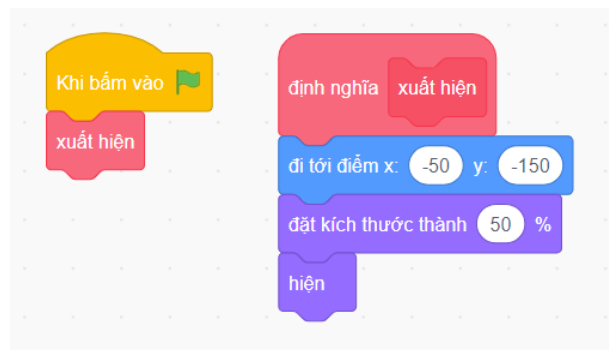 Khi bấm vào
xuất hiện
định nghĩa xuất hiện
đi tới điểm x: -50 y: -150
đặt kích thước thành 50 %
hiện